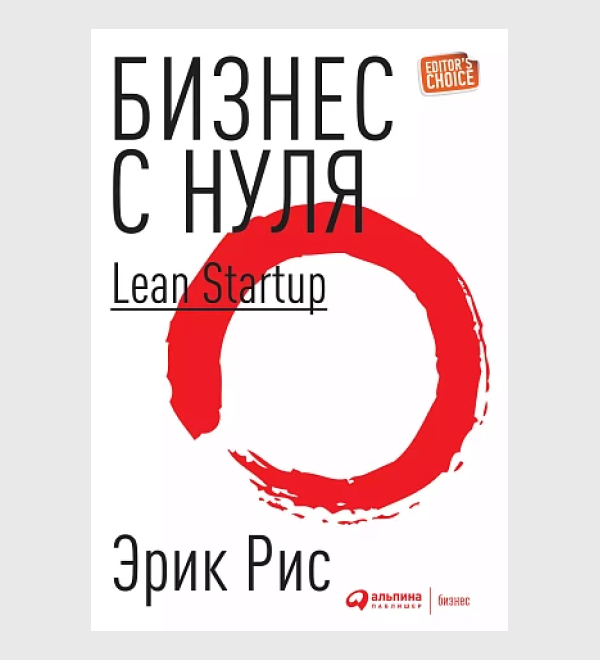 БИЗНЕС
С НУЛЯ
EDITOR'S
CHOICE
Lean Startup
Эрик Рис
альпина
ПАБЛИШЕР
бизнес